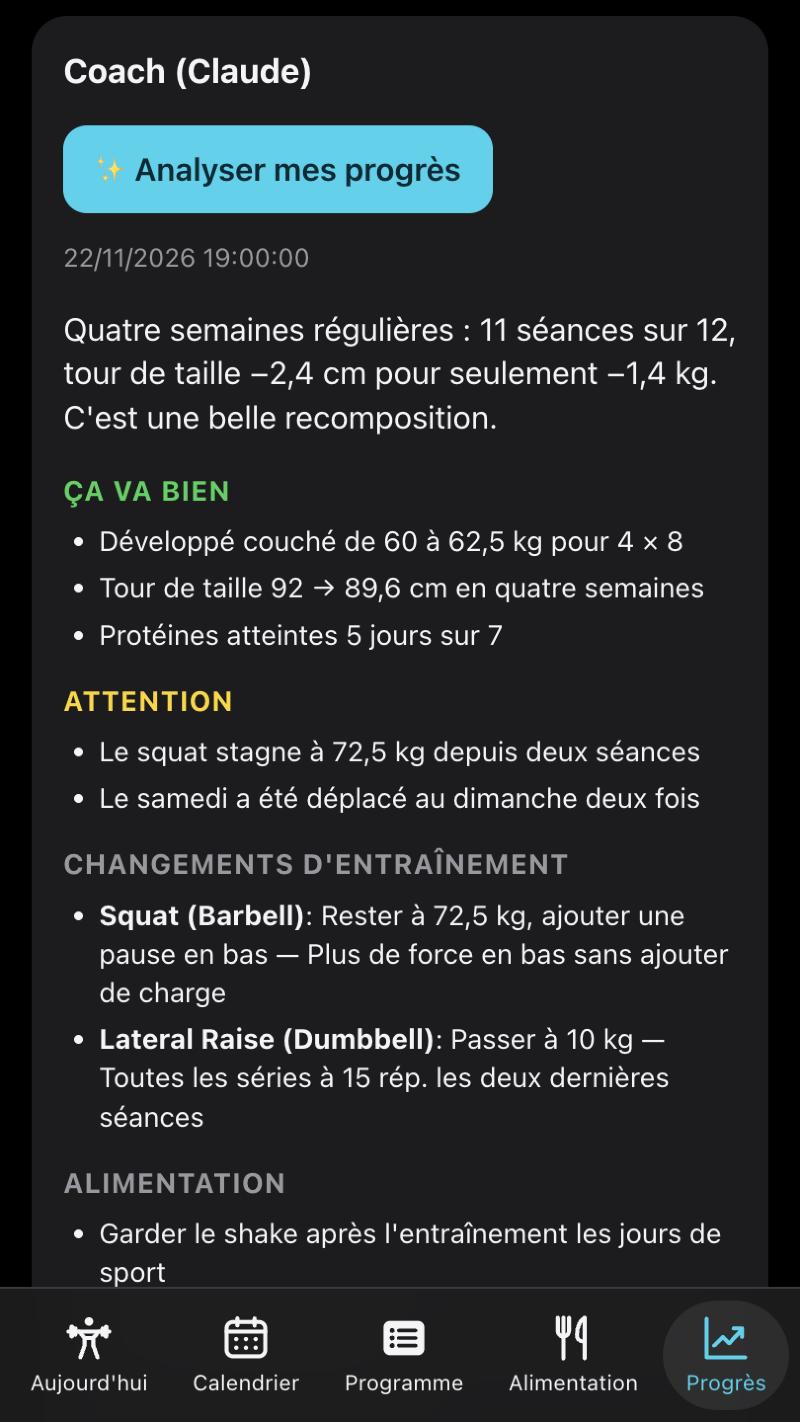 Coach (Claude)
✨ Analyser mes progrès
22/11/2026 19:00:00
Quatre semaines régulières : 11 séances sur 12,
tour de taille −2,4 cm pour seulement −1,4 kg.
C'est une belle recomposition.
ÇA VA BIEN
• Développé couché de 60 à 62,5 kg pour 4 × 8
• Tour de taille 92 → 89,6 cm en quatre semaines
• Protéines atteintes 5 jours sur 7
ATTENTION
• Le squat stagne à 72,5 kg depuis deux séances
• Le samedi a été déplacé au dimanche deux fois
CHANGEMENTS D'ENTRAÎNEMENT
• Squat (Barbell): Rester à 72,5 kg, ajouter une
pause en bas — Plus de force en bas sans ajouter
de charge
• Lateral Raise (Dumbbell): Passer à 10 kg —
Toutes les séries à 15 rép. les deux dernières
séances
ALIMENTATION
• Garder le shake après l'entraînement les jours de
sport
Aujourd'hui
Calendrier
Programme
Alimentation
Progrès